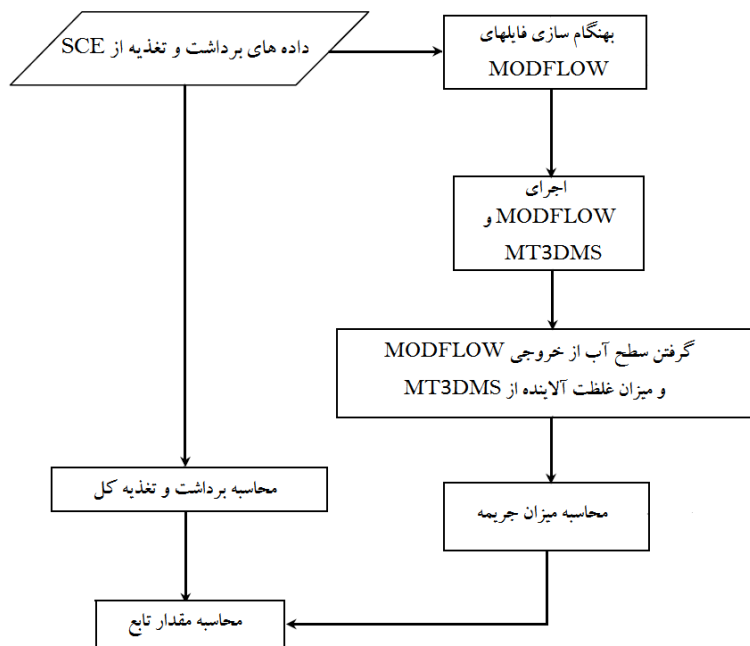 داده های برداشت و تغذیه از SCE
بهنگام سازی فایلهای
MODFLOW
اجرای
MODFLOW و
MT3DMS
گرفتن سطح آب از خروجی MODFLOW
و میزان غلظت آلاینده از MT3DMS
محاسبه برداشت و تغذیه کل
محاسبه میزان جریمه
محاسبه مقدار تابع